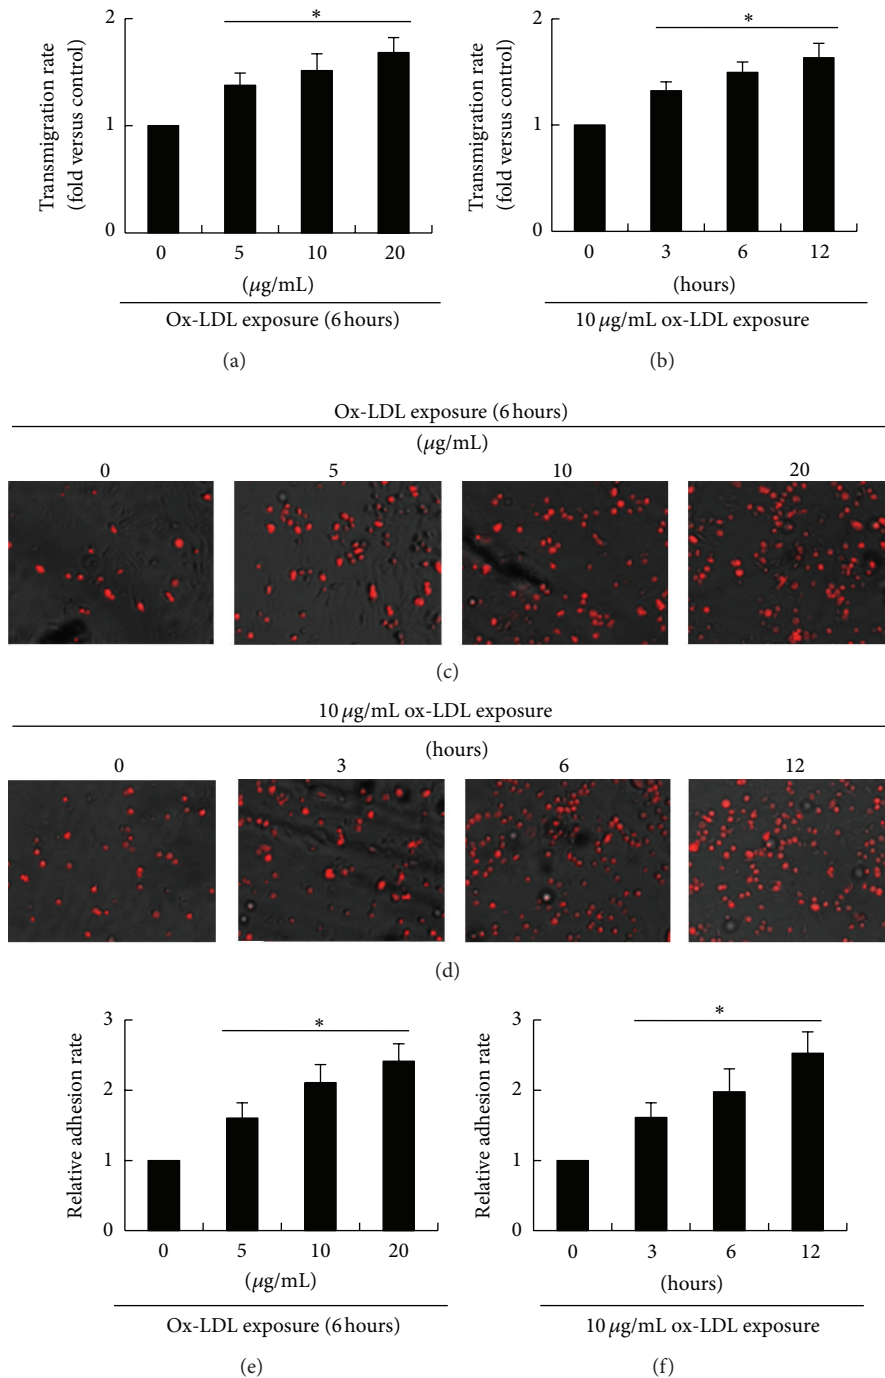 2
1
0
Transmigration rate
(fold versus control)
*
0 5 10 20
(µg/mL)
Ox-LDL exposure (6 hours)
(a)
2
1
0
Transmigration rate
(fold versus control)
*
0 3 6 12
(hours)
10 µg/mL ox-LDL exposure
(b)
Ox-LDL exposure (6 hours)
(µg/mL)
0 5 10 20
(c)
10 µg/mL ox-LDL exposure
(hours)
0 3 6 12
(d)
3
2
1
0
Relative adhesion rate
*
0 5 10 20
(µg/mL)
Ox-LDL exposure (6 hours)
(e)
3
2
1
0
Relative adhesion rate
*
0 3 6 12
(hours)
10 µg/mL ox-LDL exposure
(f)